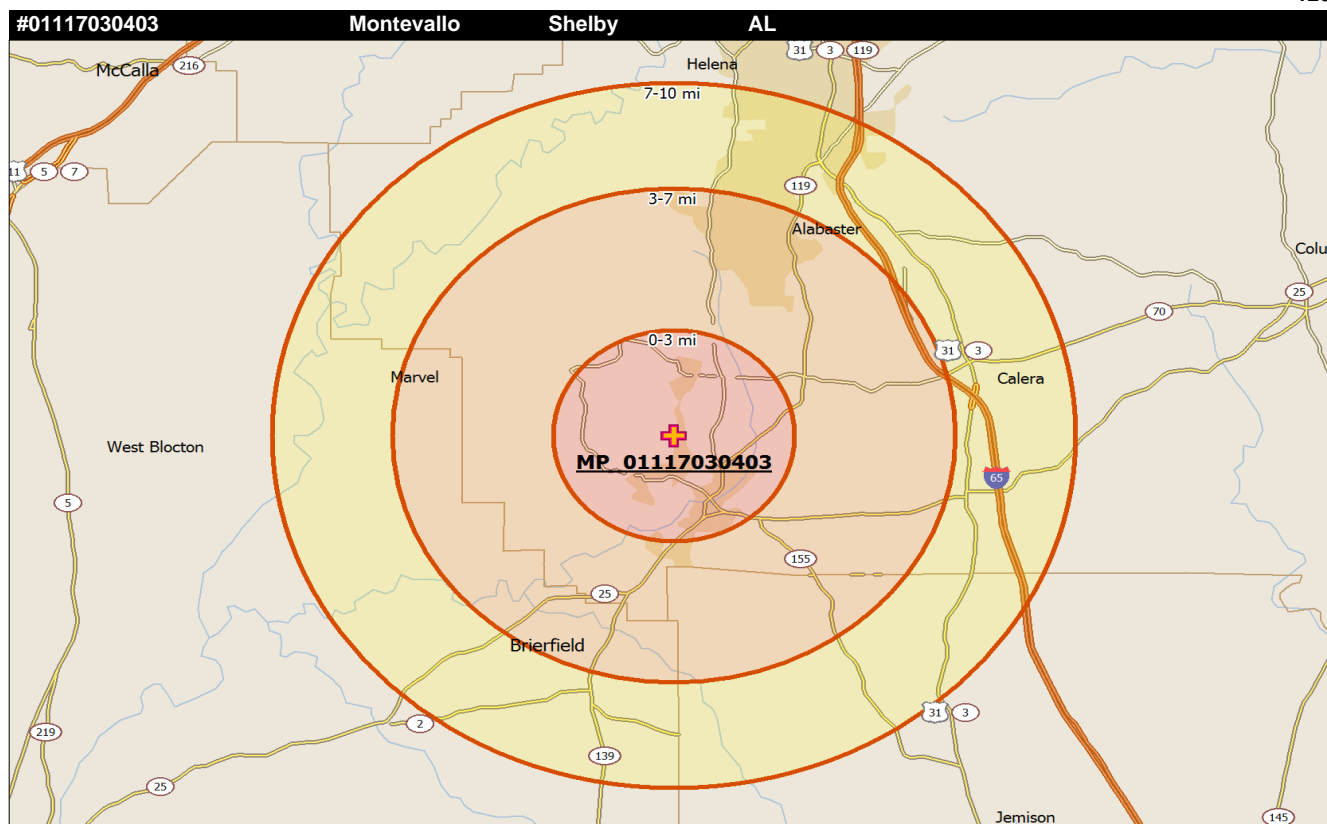 #01117030403 Montevallo Shelby AL
31 3 119
Helena
McCalla 216
7-10 mi
11 5 7
119
3-7 mi
Alabaster
Colu
25
70
0-3 mi
31 3
Marvel
Calera
West Blocton
MP 01117030403
65
5
155
25
Brierfield
31 3
2
219
139
25
Jemison
145